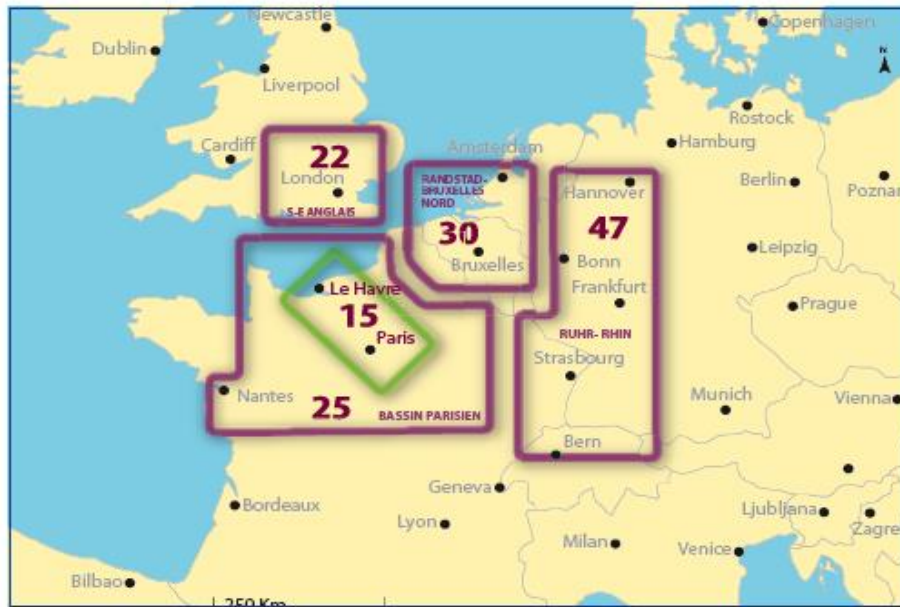 Newcastle
Copenhagen
Dublin
Liverpool
Rostock
Cardiff
22
Amsterdam
Hamburg
London
RANDSTAD-
BRUXELLES
NORD
Hannover
Berlin
Poznan
S-E ANGLAIS
30
47
Bruxelles
Bonn
Leipzig
Le Havre
Frankfurt
Prague
15
Paris
RUHR- RHIN
Strasbourg
Nantes
25
BASSIN PARISIEN
Munich
Vienna
Bern
Geneva
Bordeaux
Lyon
Ljubljana
Zagre
Milan
Venice
Bilbao
250 Km
N